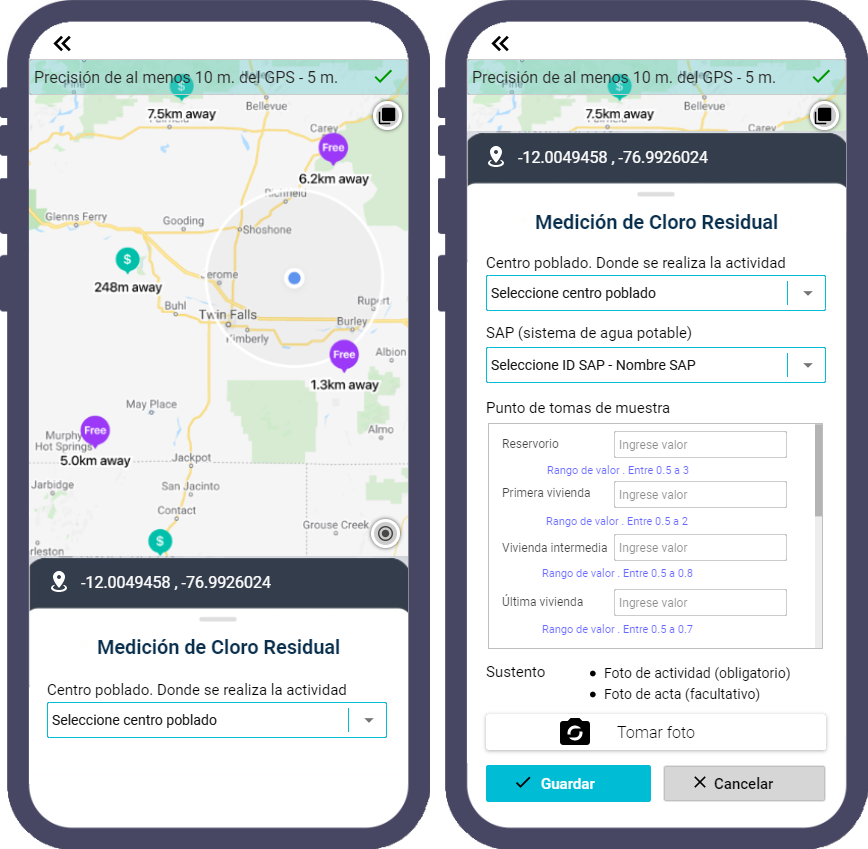 Precisión de al menos 10 m. del GPS - 5 m.
$
7.5km away
Bellevue
Carey
Free
6.2km away
Richfield
Glenns Ferry
Gooding
Shoshone
$
248m away
Jerome
Buhl
Twin Falls
Rupert
Burley
Kimberly
Free
Albion
1.3km away
May Place
Free
Almo
Murphy
Hot Springs
5.0km away
Jackpot
Jarbidge
San Jacinto
Contact
Grouse Creek
$
rleston
-12.0049458 , -76.9926024
Medición de Cloro Residual
Centro poblado. Donde se realiza la actividad
Seleccione centro poblado
Precisión de al menos 10 m. del GPS - 5 m.
$
7.5km away
Bellevue
Carey
-12.0049458 , -76.9926024
Medición de Cloro Residual
Centro poblado. Donde se realiza la actividad
Seleccione centro poblado
SAP (sistema de agua potable)
Seleccione ID SAP - Nombre SAP
Punto de tomas de muestra
Reservorio Ingrese valor
Rango de valor . Entre 0.5 a 3
Primera vivienda Ingrese valor
Rango de valor . Entre 0.5 a 2
Vivienda intermedia Ingrese valor
Rango de valor . Entre 0.5 a 0.8
Última vivienda Ingrese valor
Rango de valor . Entre 0.5 a 0.7
Sustento • Foto de actividad (obligatorio)
• Foto de acta (facultativo)
Tomar foto
Guardar Cancelar